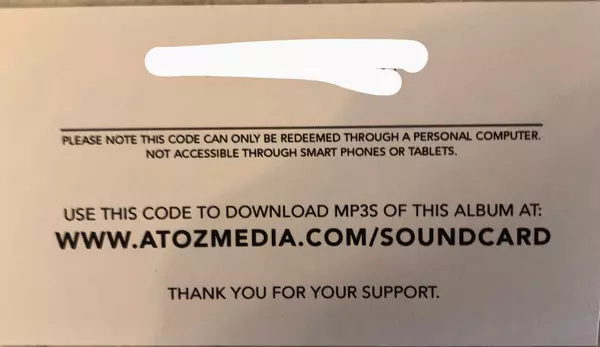 PLEASE NOTE THIS CODE CAN ONLY BE REDEEMED THROUGH A PERSONAL COMPUTER.
NOT ACCESSIBLE THROUGH SMART PHONES OR TABLETS.
USE THIS CODE TO DOWNLOAD MP3S OF THIS ALBUM AT:
WWW.ATOZMEDIA.COM/SOUNDCARD
THANK YOU FOR YOUR SUPPORT.